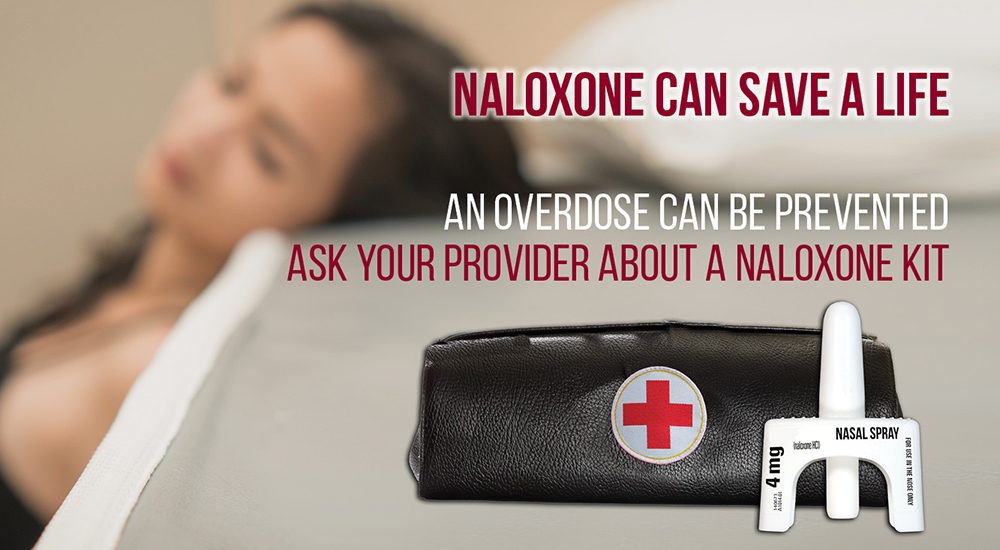 NALOXONE CAN SAVE A LIFE
AN OVERDOSE CAN BE PREVENTED
ASK YOUR PROVIDER ABOUT A NALOXONE KIT
NASAL SPRAY
(naloxone HCl)
4 mg
FOR USE IN THE NOSE ONLY